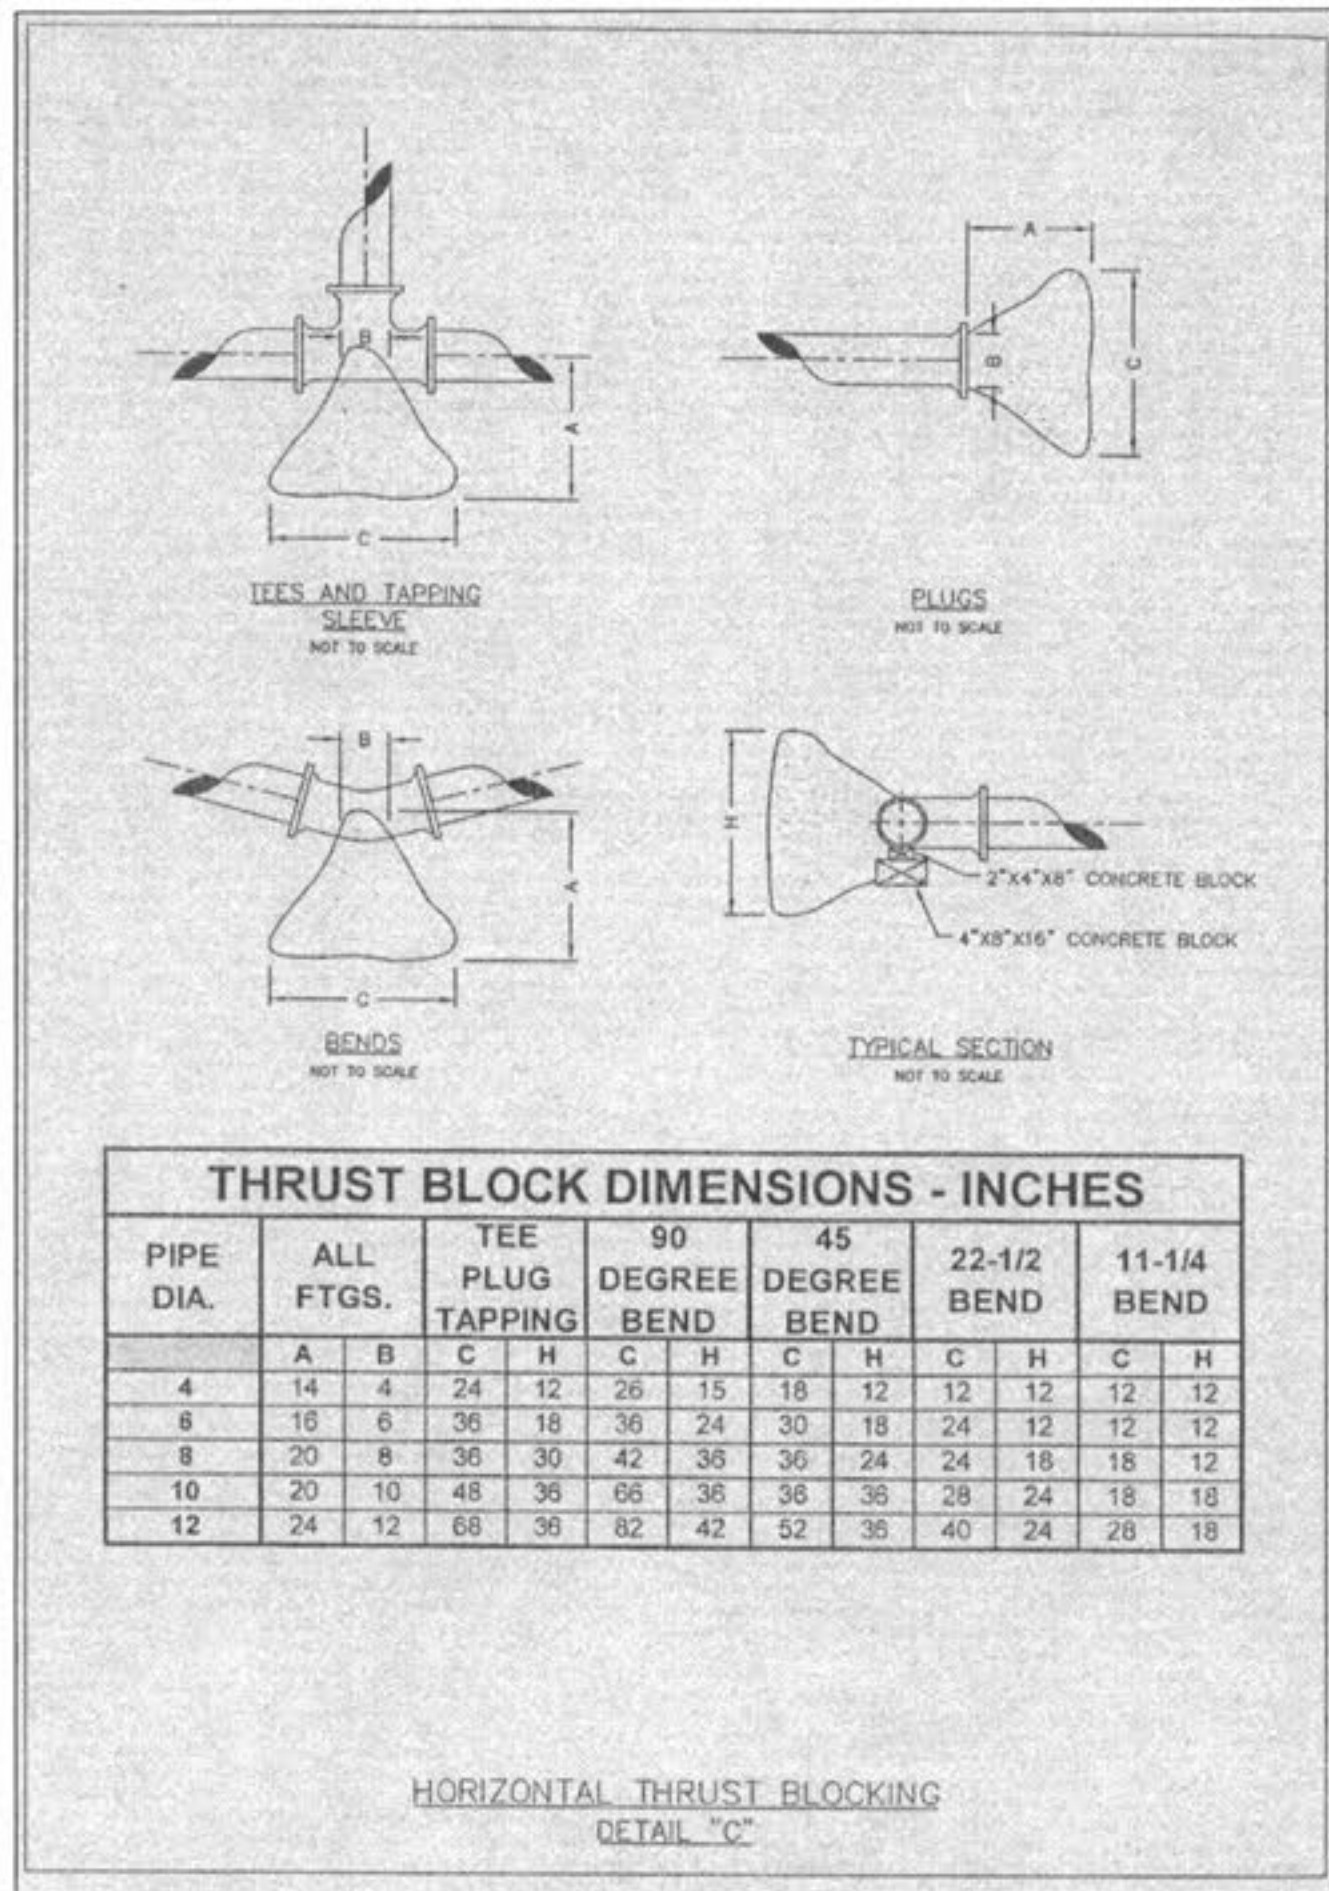 B
A
C
TEES AND TAPPING
SLEEVE
NOT TO SCALE
A
B
C
PLUGS
NOT TO SCALE
B
A
C
BENDS
NOT TO SCALE
H
2"X4"X8" CONCRETE BLOCK
4"X8"X16" CONCRETE BLOCK
TYPICAL SECTION
NOT TO SCALE
THRUST BLOCK DIMENSIONS - INCHES
PIPE DIA. ALL FTGS. TEE PLUG TAPPING 90 DEGREE BEND 45 DEGREE BEND 22-1/2 BEND 11-1/4 BEND
A B C H C H C H C H C H
4 14 4 24 12 26 15 18 12 12 12 12 12
6 16 6 36 18 36 24 30 18 24 12 12 12
8 20 8 36 30 42 36 36 24 24 18 18 12
10 20 10 48 36 66 36 36 36 28 24 18 18
12 24 12 68 36 82 42 52 36 40 24 28 18
HORIZONTAL THRUST BLOCKING
DETAIL "C"